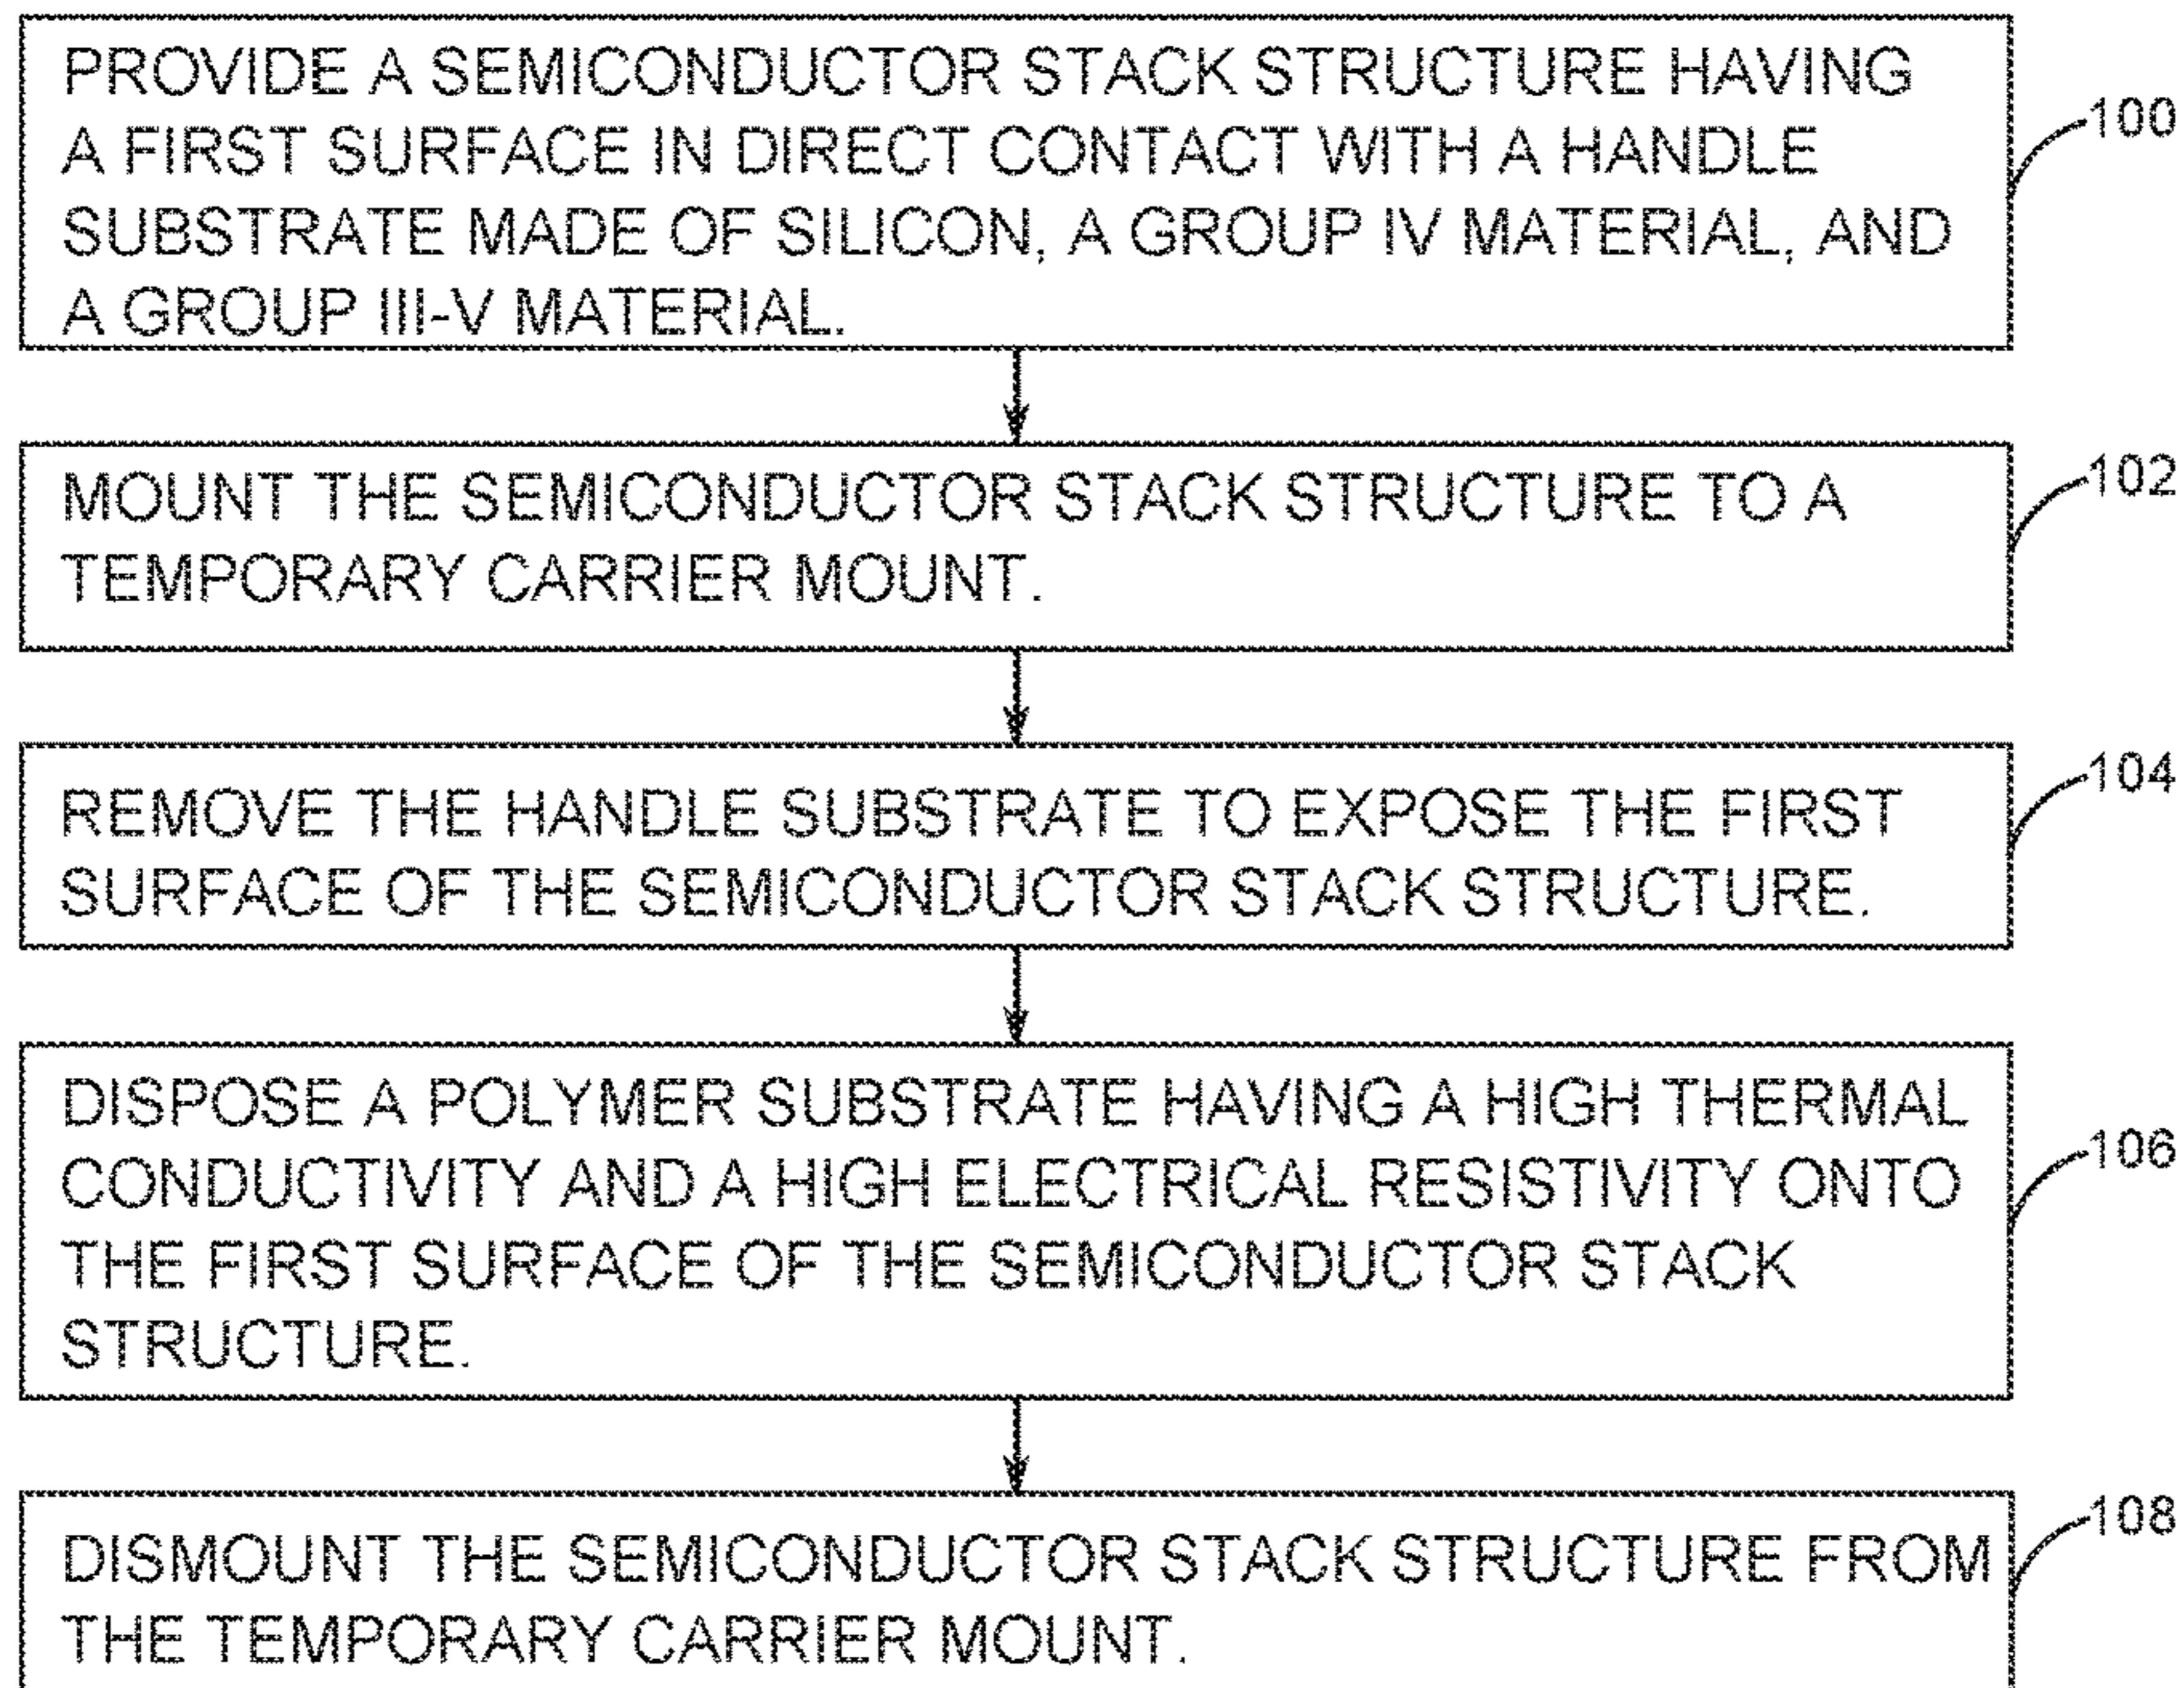 PROVIDE A SEMICONDUCTOR STACK STRUCTURE HAVING
A FIRST SURFACE IN DIRECT CONTACT WITH A HANDLE
SUBSTRATE MADE OF SILICON, A GROUP IV MATERIAL, AND
A GROUP III-V MATERIAL.
100
MOUNT THE SEMICONDUCTOR STACK STRUCTURE TO A
TEMPORARY CARRIER MOUNT.
102
REMOVE THE HANDLE SUBSTRATE TO EXPOSE THE FIRST
SURFACE OF THE SEMICONDUCTOR STACK STRUCTURE.
104
DISPOSE A POLYMER SUBSTRATE HAVING A HIGH THERMAL
CONDUCTIVITY AND A HIGH ELECTRICAL RESISTIVITY ONTO
THE FIRST SURFACE OF THE SEMICONDUCTOR STACK
STRUCTURE.
106
DISMOUNT THE SEMICONDUCTOR STACK STRUCTURE FROM
THE TEMPORARY CARRIER MOUNT.
108